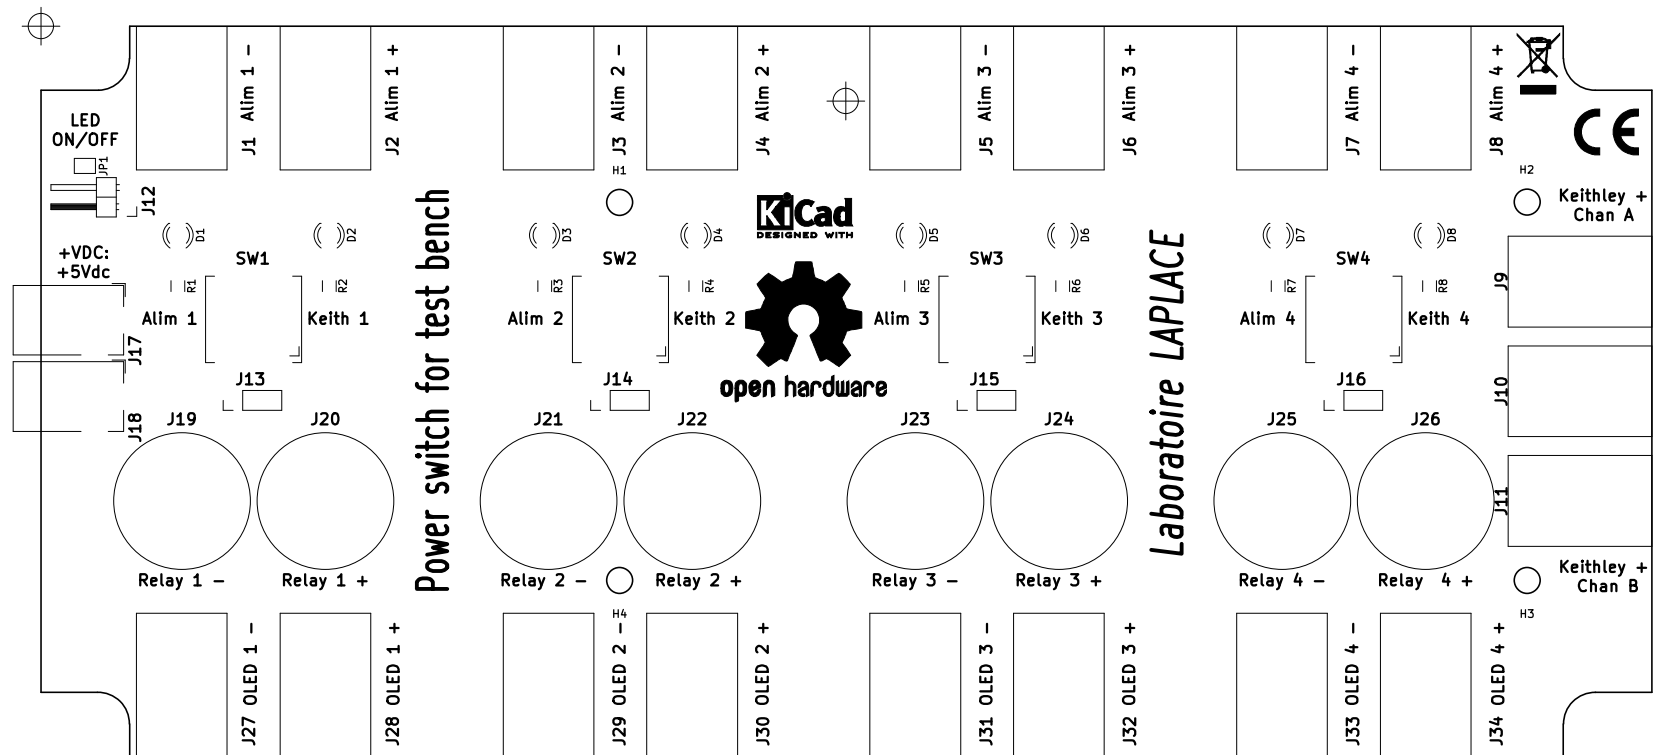 J1 Alim 1 -
J2 Alim 1 +
J3 Alim 2 -
J4 Alim 2 +
J5 Alim 3 -
J6 Alim 3 +
J7 Alim 4 -
J8 Alim 4 +
CE
LED
ON/OFF
JP1
J12
H1
H2
Keithley +
Chan A
KiCad
DESIGNED WITH
D1
D2
D3
D4
D5
D6
D7
D8
+VDC:
+5Vdc
SW1
SW2
SW3
SW4
R1
R2
R3
R4
R5
R6
R7
R8
J9
Alim 1
Keith 1
Alim 2
Keith 2
Alim 3
Keith 3
Alim 4
Keith 4
Power switch for test bench
Laboratoire LAPLACE
open hardware
J17
J18
J13
J14
J15
J16
J10
J19
J20
J21
J22
J23
J24
J25
J26
J11
Relay 1 -
Relay 1 +
Relay 2 -
Relay 2 +
Relay 3 -
Relay 3 +
Relay 4 -
Relay 4 +
Keithley +
Chan B
H4
H3
J27 OLED 1 -
J28 OLED 1 +
J29 OLED 2 -
J30 OLED 2 +
J31 OLED 3 -
J32 OLED 3 +
J33 OLED 4 -
J34 OLED 4 +